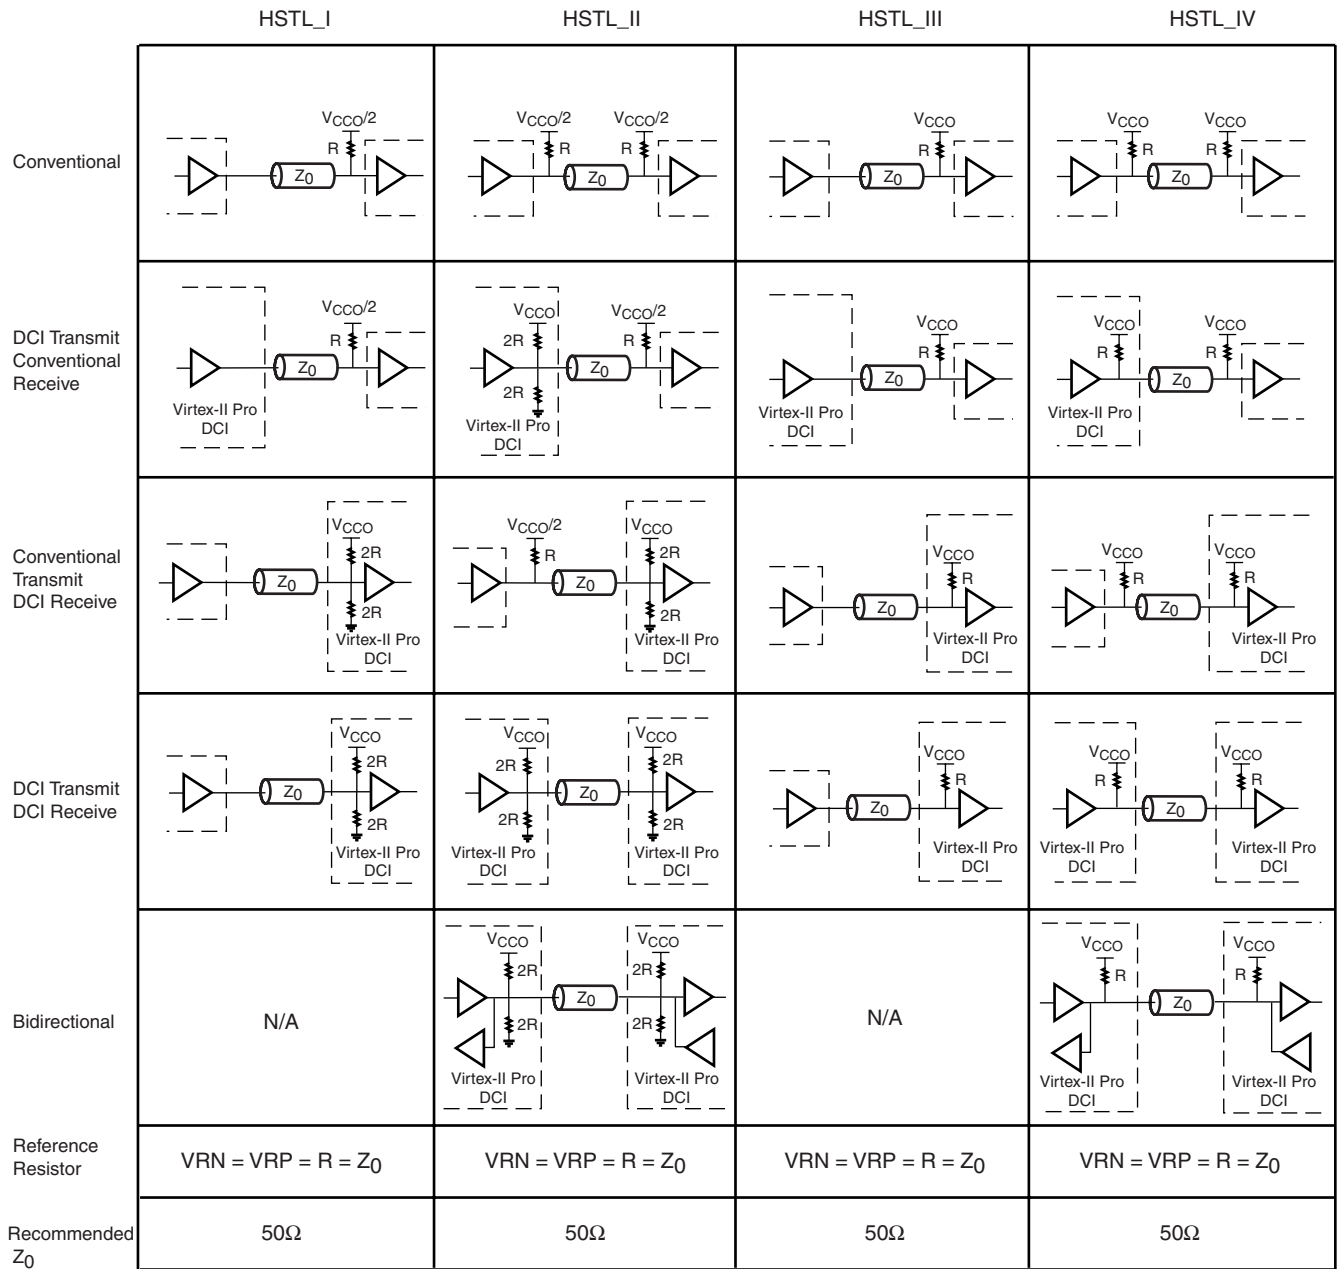 HSTL_I HSTL_II HSTL_III HSTL_IV
Conventional
VCCO/2 VCCO/2 VCCO/2 VCCO VCCO VCCO
R R R R R R
Z0 Z0 Z0 Z0
DCI Transmit
Conventional
Receive
VCCO/2 VCCO VCCO/2 VCCO VCCO VCCO
R 2R R R R R
Z0 Z0 Z0 Z0
2R
Virtex-II Pro
DCI
Virtex-II Pro
DCI
Virtex-II Pro
DCI
Virtex-II Pro
DCI
Conventional
Transmit
DCI Receive
VCCO VCCO/2 VCCO VCCO VCCO VCCO
2R R 2R R R R
Z0 Z0 Z0 Z0
2R 2R
Virtex-II Pro
DCI
Virtex-II Pro
DCI
Virtex-II Pro
DCI
Virtex-II Pro
DCI
DCI Transmit
DCI Receive
VCCO VCCO VCCO VCCO VCCO VCCO
2R 2R 2R R R R
Z0 Z0 Z0 Z0
2R 2R 2R
Virtex-II Pro
DCI
Virtex-II Pro
DCI
Virtex-II Pro
DCI
Virtex-II Pro
DCI
Virtex-II Pro
DCI
Virtex-II Pro
DCI
Bidirectional
N/A
VCCO VCCO
2R 2R
Z0
2R 2R
Virtex-II Pro
DCI
Virtex-II Pro
DCI
N/A
VCCO VCCO
R R
Z0
Virtex-II Pro
DCI
Virtex-II Pro
DCI
Reference
Resistor
VRN = VRP = R = Z0 VRN = VRP = R = Z0 VRN = VRP = R = Z0 VRN = VRP = R = Z0
Recommended
Z0
50Ω 50Ω 50Ω 50Ω